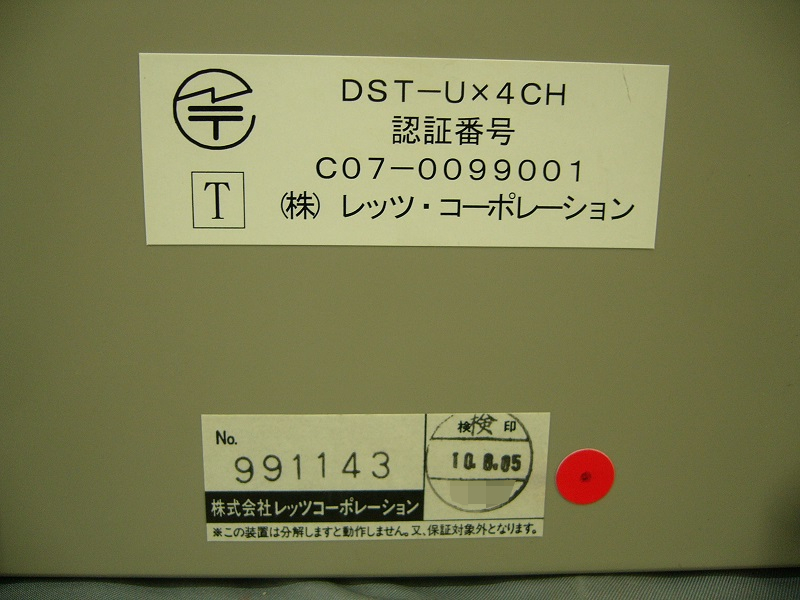 DST－U×4CH
認証番号
C07－0099001
T
㈱ レッツ・コーポレーション
No.
991143
検 検 印
10.8.05
株式会社レッツコーポレーション
※この装置は分解しますと動作しません。又、保証対象外となります。